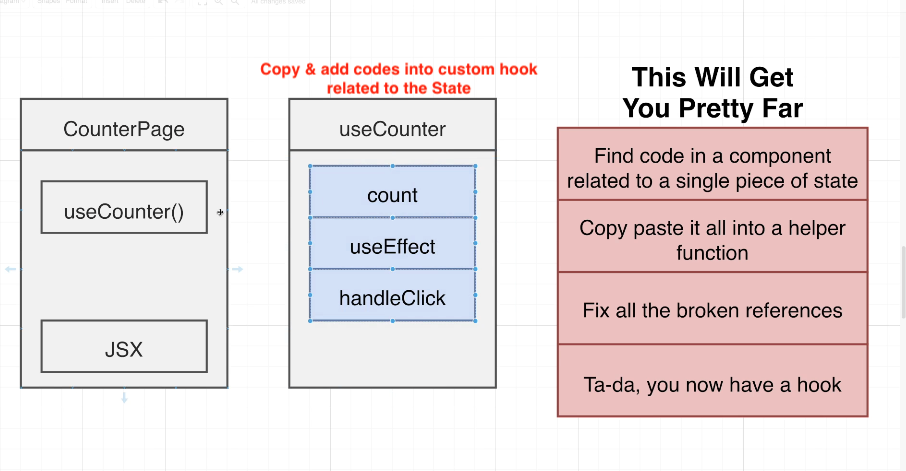 Copy & add codes into custom hook
related to the State
CounterPage
useCounter()
JSX
useCounter
count
useEffect
handleClick
This Will Get
You Pretty Far
Find code in a component
related to a single piece of state
Copy paste it all into a helper
function
Fix all the broken references
Ta-da, you now have a hook